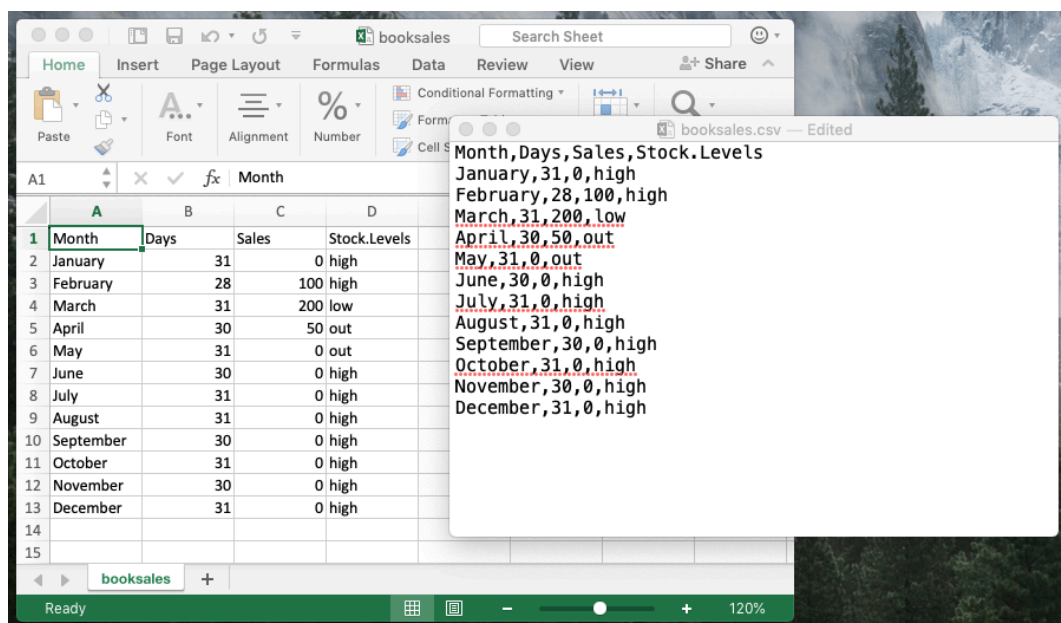 booksales
Search Sheet
Home Insert Page Layout Formulas Data Review View Share
Paste Font Alignment Number Conditional Formatting
A1 fx Month
A B C D
1 Month Days Sales Stock.Levels
2 January 31 0 high
3 February 28 100 high
4 March 31 200 low
5 April 30 50 out
6 May 31 0 out
7 June 30 0 high
8 July 31 0 high
9 August 31 0 high
10 September 30 0 high
11 October 31 0 high
12 November 30 0 high
13 December 31 0 high
14
15
booksales +
Ready 120%
booksales.csv — Edited
Month,Days,Sales,Stock.Levels
January,31,0,high
February,28,100,high
March,31,200,low
April,30,50,out
May,31,0,out
June,30,0,high
July,31,0,high
August,31,0,high
September,30,0,high
October,31,0,high
November,30,0,high
December,31,0,high